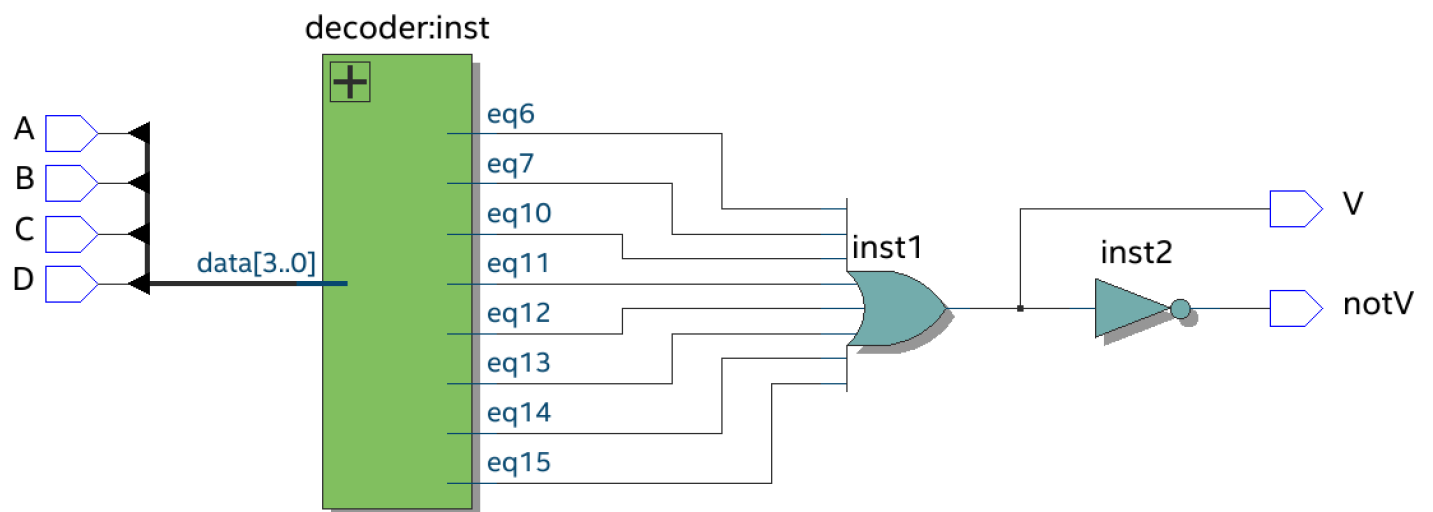 decoder:inst
A
B
C
D
data[3..0]
eq6
eq7
eq10
eq11
eq12
eq13
eq14
eq15
inst1
inst2
V
notV